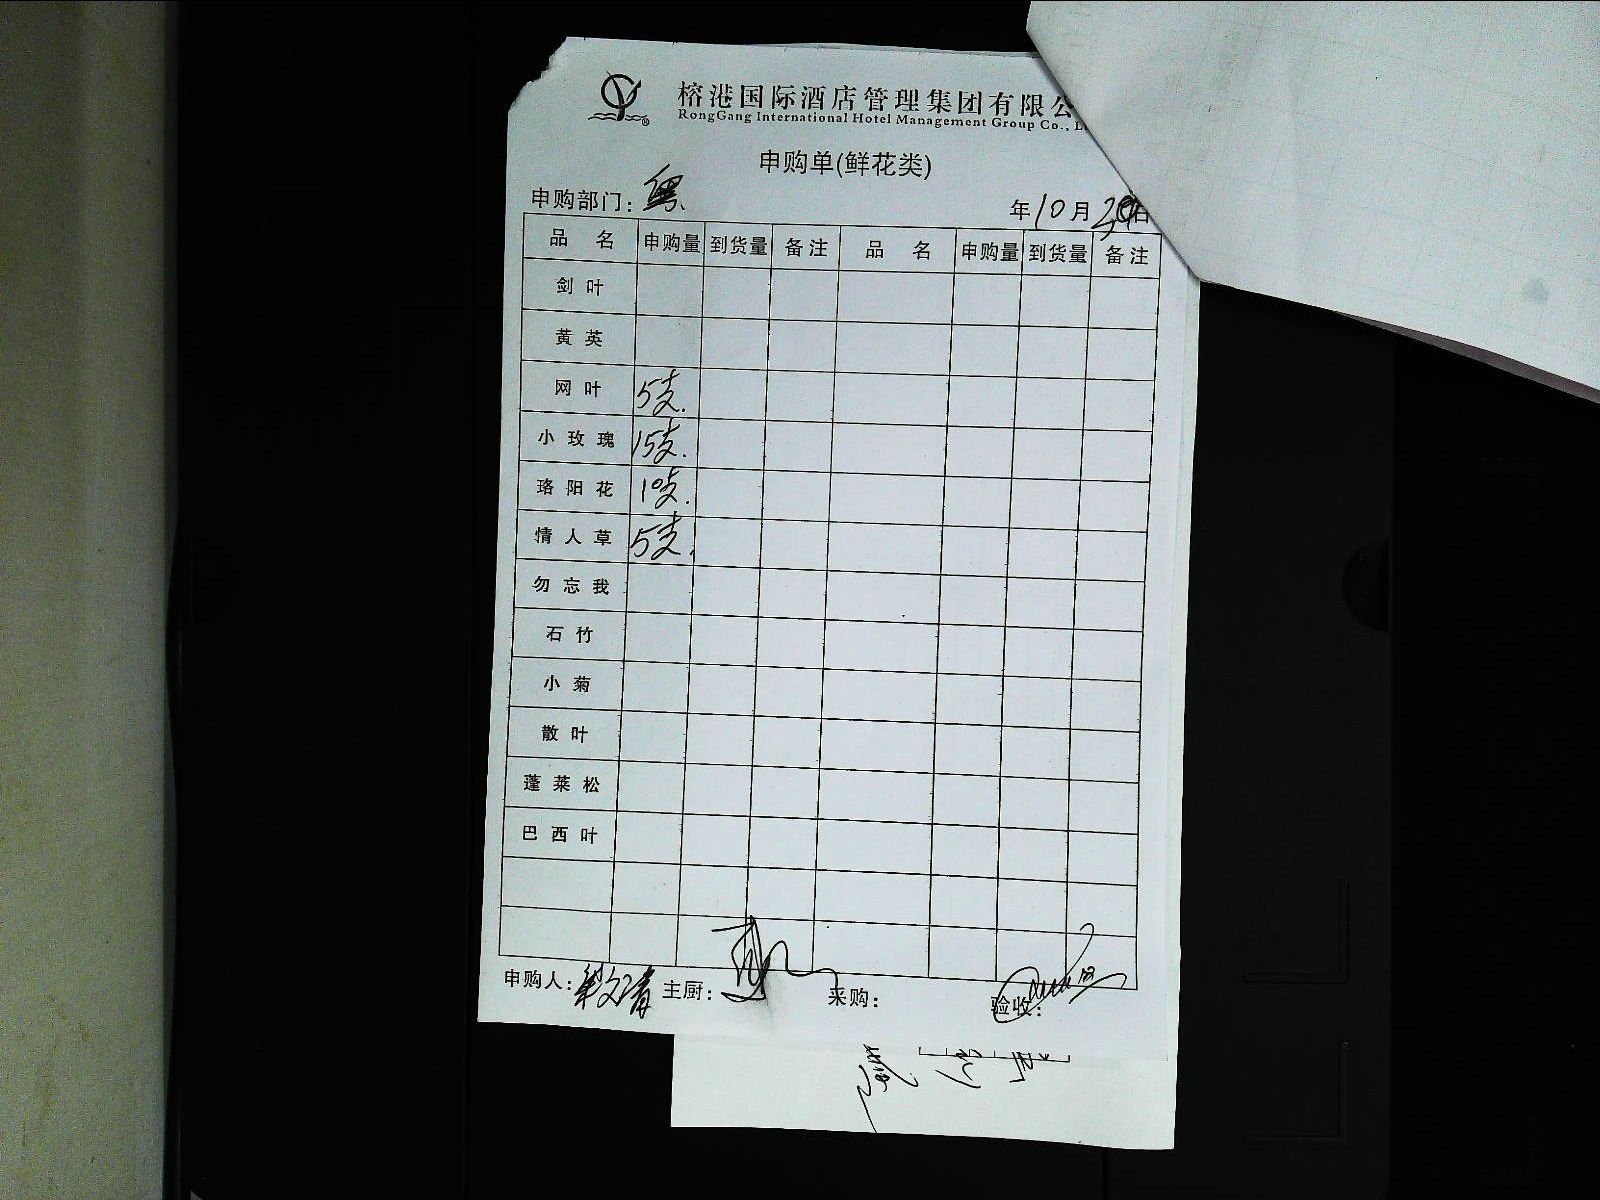 榕港国际酒店管理集团有限公
RongGang International Hotel Management Group Co., L
申购单(鲜花类)
申购部门: 粤 年10月 日
品名 申购量 到货量 备注 品名 申购量 到货量 备注
剑叶
黄英
网叶 5支.
小玫瑰 15支.
珞阳花 10支.
情人草 5支.
勿忘我
石竹
小菊
散叶
蓬莱松
巴西叶
申购人: 主厨: 采购: 验收: